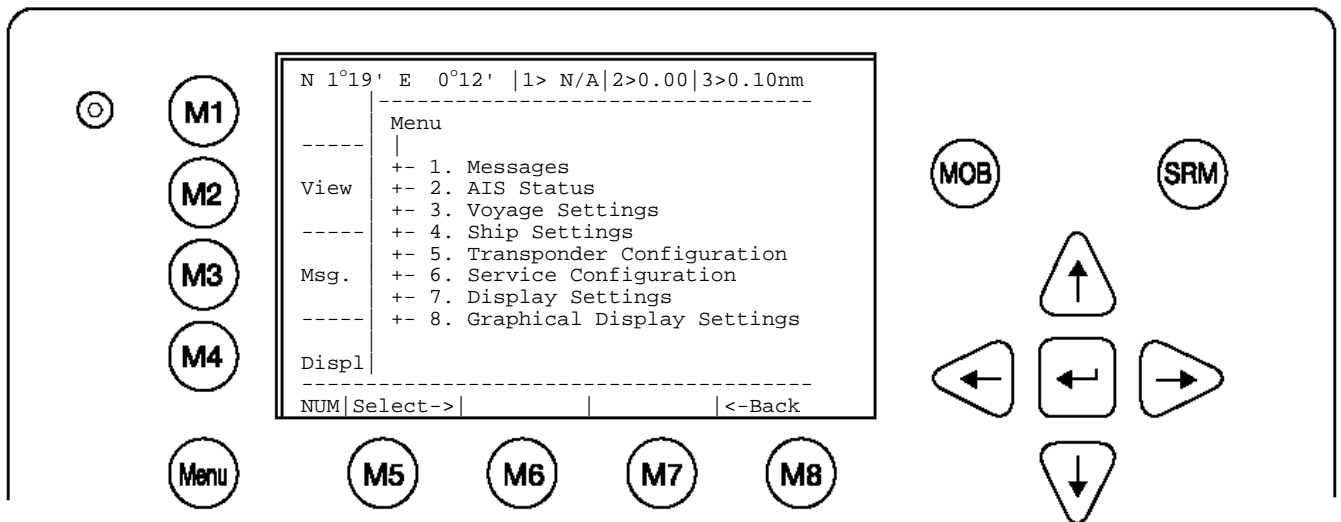 N 1°19' E 0°12' |1> N/A|2>0.00|3>0.10nm
Menu
+- 1. Messages
+- 2. AIS Status
+- 3. Voyage Settings
+- 4. Ship Settings
+- 5. Transponder Configuration
+- 6. Service Configuration
+- 7. Display Settings
+- 8. Graphical Display Settings
View
Msg.
Displ
NUM|Select->| | |<-Back
M1
M2
M3
M4
Menu
M5
M6
M7
M8
MOB
SRM